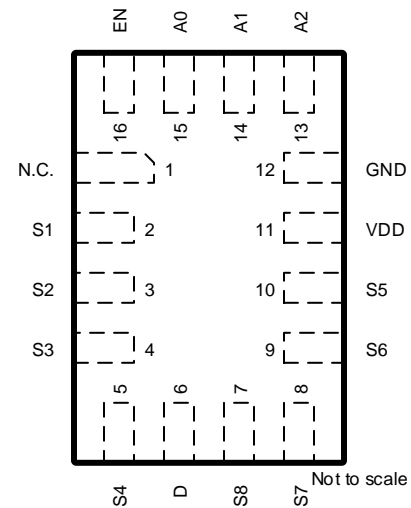 EN A0 A1 A2
16 15 14 13
N.C. 1 12 GND
S1 2 11 VDD
S2 3 10 S5
S3 4 9 S6
5 6 7 8
Not to scale
S4 D S8 S7